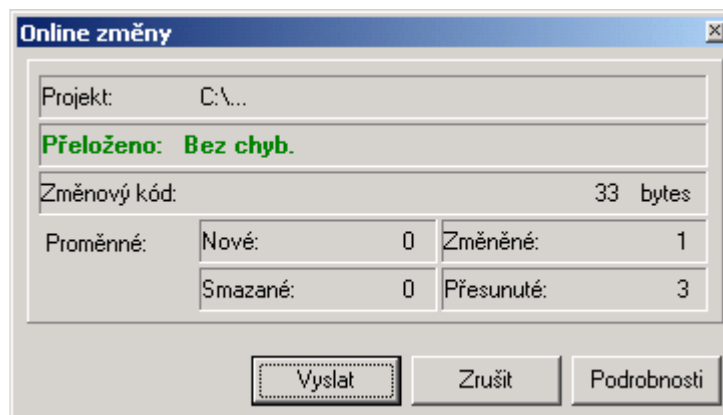 Online změny
Projekt: C:\...
Přeloženo: Bez chyb.
Změnový kód: 33 bytes
Proměnné: Nové: 0 Změněné: 1
Smazané: 0 Přesunuté: 3
Vyslat Zrušit Podrobnosti